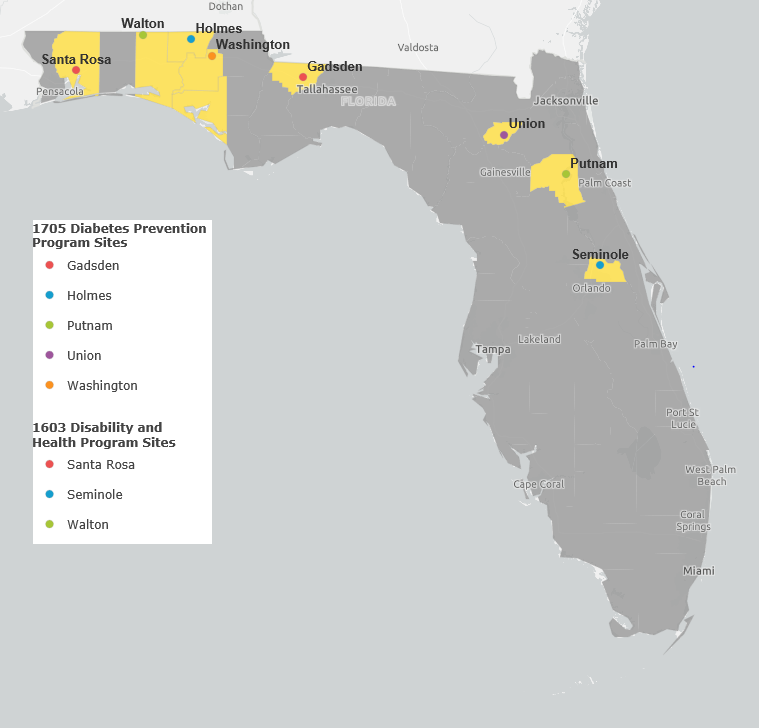 Dothan
Walton
Holmes
Washington
Valdosta
Santa Rosa
Gadsden
Pensacola
Tallahassee
FLORIDA
Jacksonville
Union
Putnam
Gainesville
Palm Coast
1705 Diabetes Prevention
Program Sites
Gadsden
Holmes
Putnam
Union
Washington
1603 Disability and
Health Program Sites
Santa Rosa
Seminole
Walton
Seminole
Orlando
Lakeland
Tampa
Palm Bay
Port St
Lucie
West Palm
Beach
Cape Coral
Coral
Springs
Miami